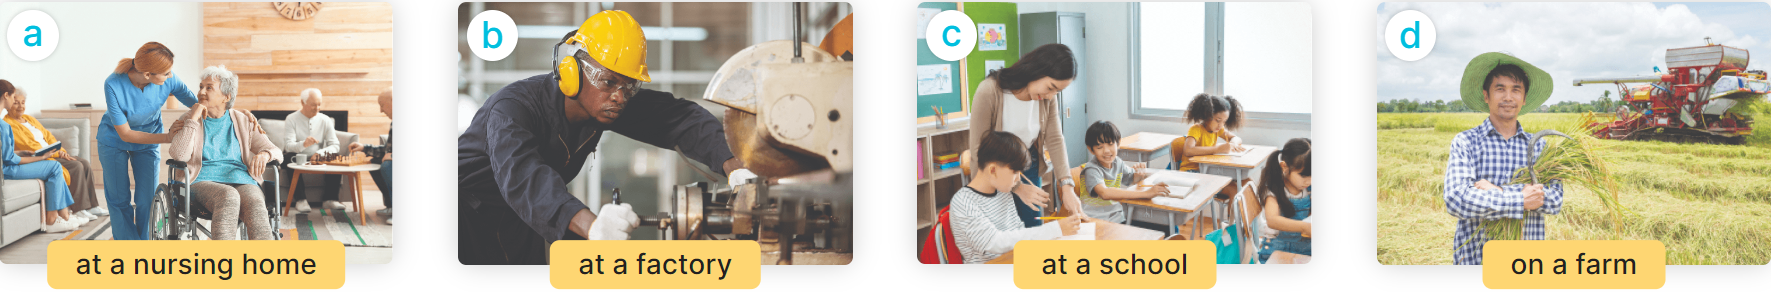 a
b
c
d
at a nursing home
at a factory
at a school
on a farm